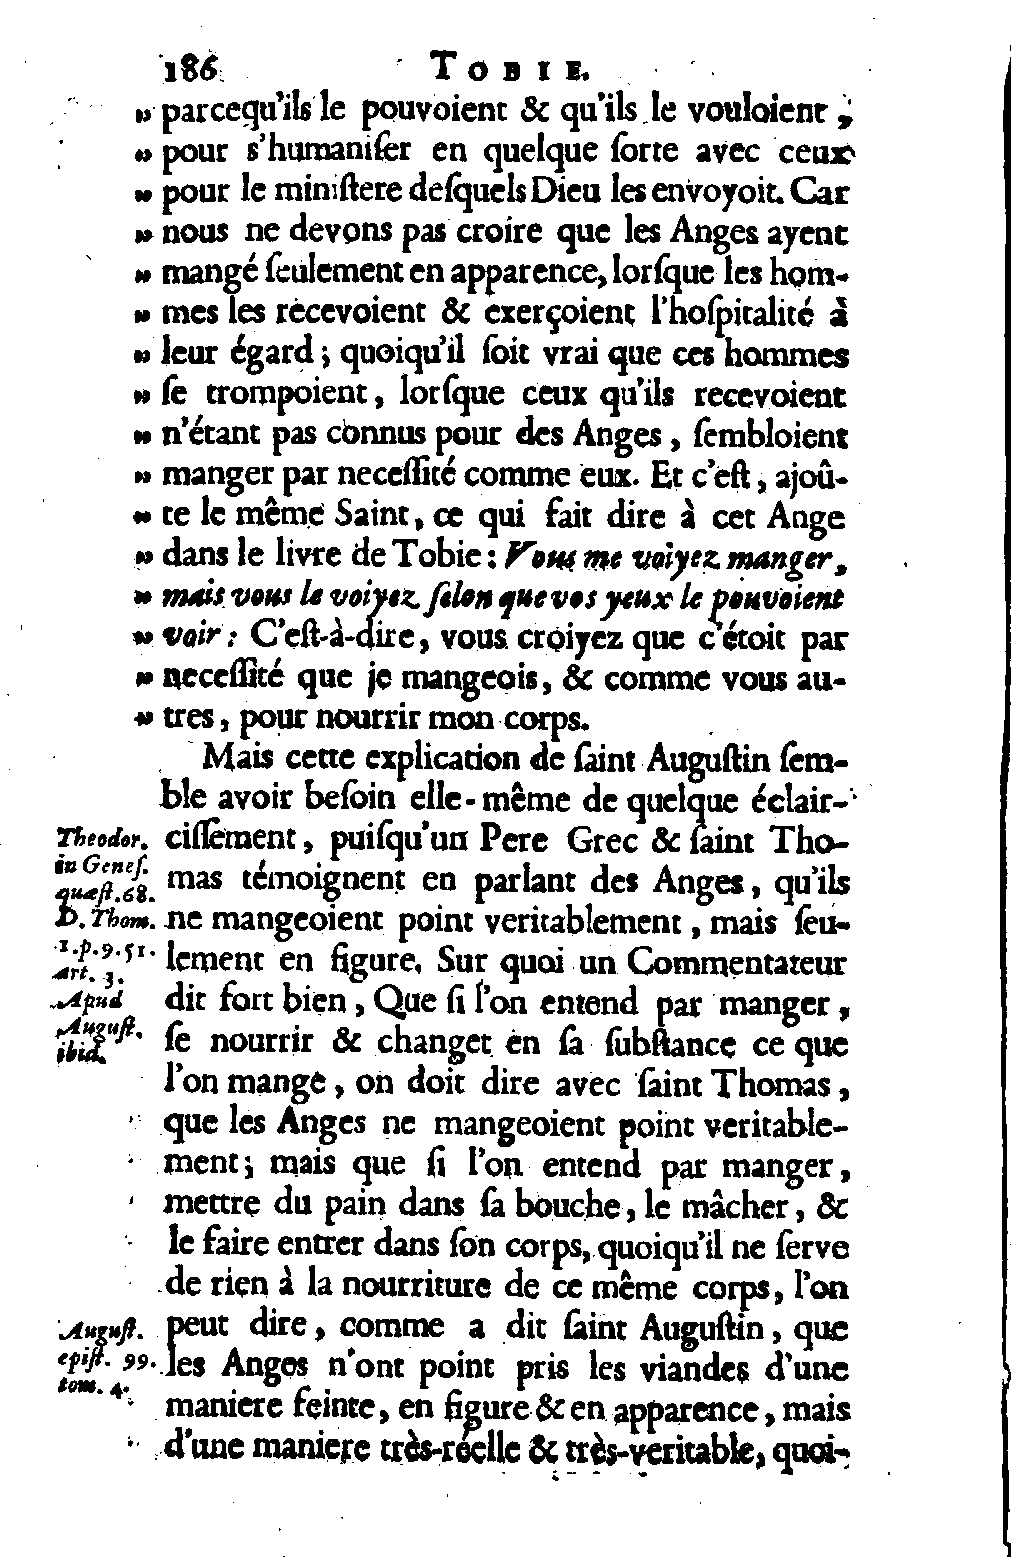 186 TOBIE.
„ parcequ'ils le pouvoient & qu'ils le vouloient,
„ pour s'humaniſer en quelque ſorte avec ceux
„ pour le miniſtere deſquels Dieu les envoyoit. Car
„ nous ne devons pas croire que les Anges ayent
„ mangé ſeulement en apparence, lorſque les hom-
„ mes les recevoient & exerçoient l'hoſpitalité à
„ leur égard; quoiqu'il ſoit vrai que ces hommes
„ ſe trompoient, lorſque ceux qu'ils recevoient
„ n'étant pas connus pour des Anges, ſembloient
„ manger par neceſſité comme eux. Et c'eſt, ajoû-
„ te le même Saint, ce qui fait dire à cet Ange
„ dans le livre de Tobie: Vous me voiyez manger,
„ mais vous le voiyez ſelon que vos yeux le pouvoient
„ voir: C'eſt-à-dire, vous croiyez que c'étoit par
„ neceſſité que je mangeois, & comme vous au-
„ tres, pour nourrir mon corps.
Mais cette explication de ſaint Auguſtin ſem-
ble avoir beſoin elle-même de quelque éclair-
ciſſement, puiſqu'un Pere Grec & ſaint Tho-
mas témoignent en parlant des Anges, qu'ils
ne mangeoient point veritablement, mais ſeu-
lement en figure. Sur quoi un Commentateur
dit fort bien, Que ſi l'on entend par manger,
ſe nourrir & changer en ſa ſubſtance ce que
l'on mange, on doit dire avec ſaint Thomas,
que les Anges ne mangeoient point veritable-
ment; mais que ſi l'on entend par manger,
mettre du pain dans ſa bouche, le mâcher, &
le faire entrer dans ſon corps, quoiqu'il ne ſerve
de rien à la nourriture de ce même corps, l'on
peut dire, comme a dit ſaint Auguſtin, que
les Anges n'ont point pris les viandes d'une
maniere feinte, en figure & en apparence, mais
d'une maniere très-réelle & très-veritable, quoi-
Theodor.
in Geneſ.
quæſt. 68.
D. Thom.
1. p. 9. 51.
Art. 3.
Apud
Auguſt.
ibid.
Auguſt.
epiſt. 99.
tom. 4.